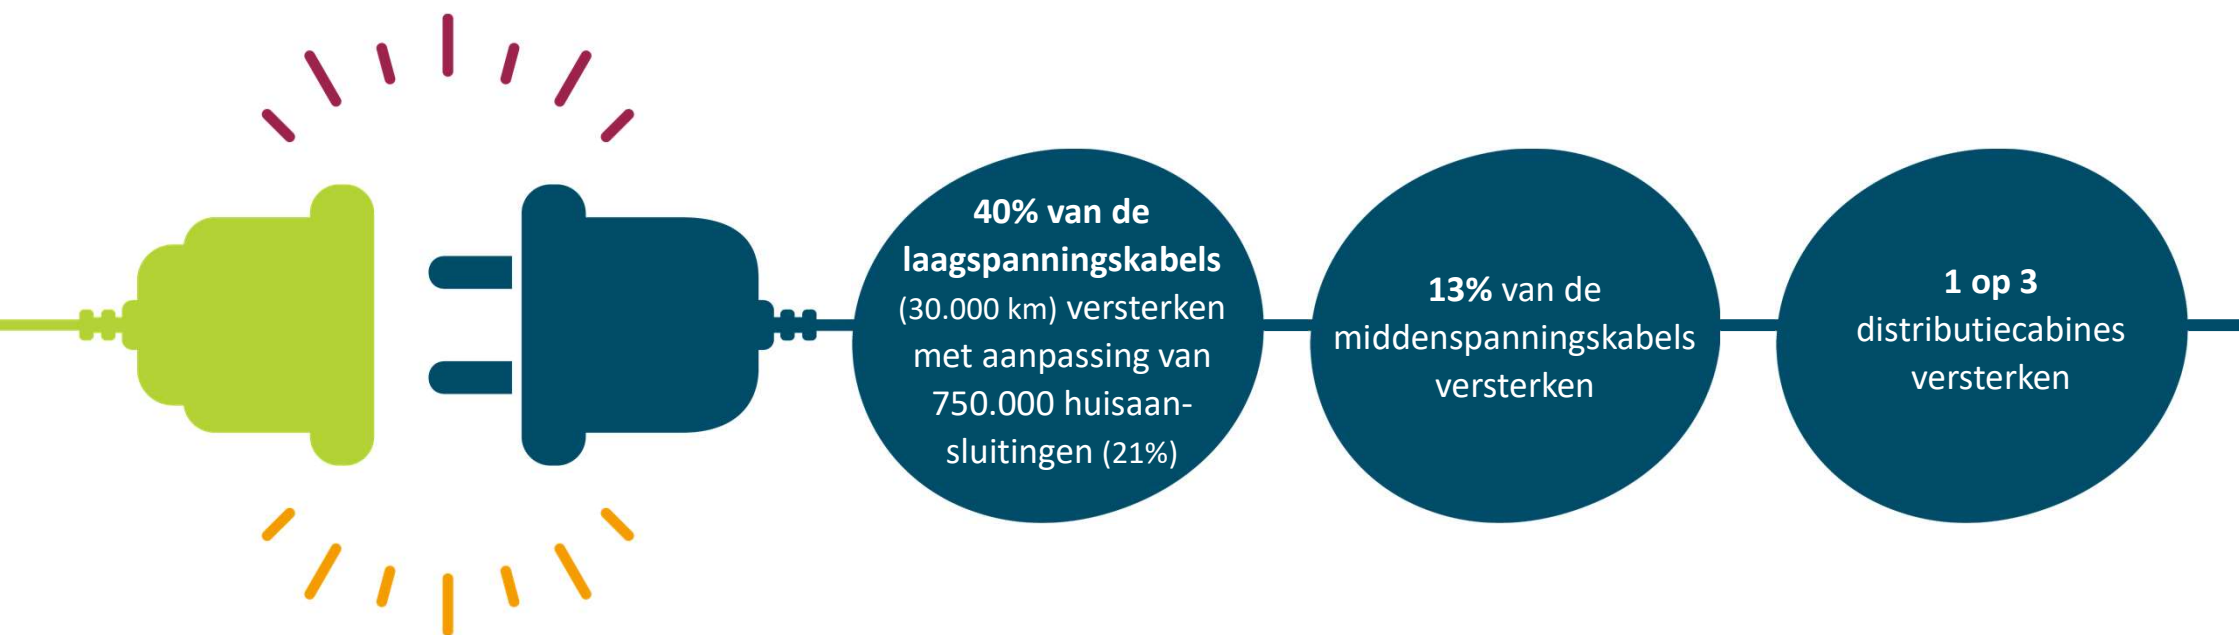 40% van de
laagspanningskabels
(30.000 km) versterken
met aanpassing van
750.000 huisaan-
sluitingen (21%)
13% van de
middenspanningskabels
versterken
1 op 3
distributiecabines
versterken